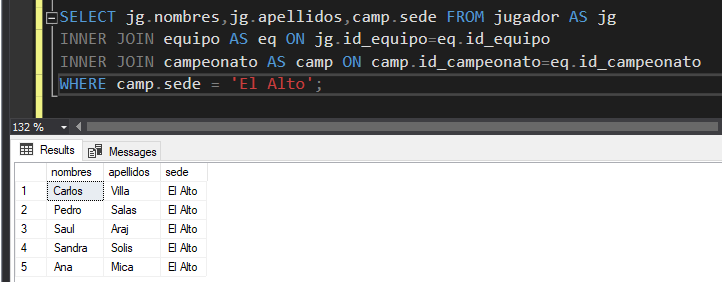 SELECT jg.nombres,jg.apellidos,camp.sede FROM jugador AS jg
INNER JOIN equipo AS eq ON jg.id_equipo=eq.id_equipo
INNER JOIN campeonato AS camp ON camp.id_campeonato=eq.id_campeonato
WHERE camp.sede = 'El Alto';
132 %
Results Messages
nombres apellidos sede
1 Carlos Villa El Alto
2 Pedro Salas El Alto
3 Saul Araj El Alto
4 Sandra Solis El Alto
5 Ana Mica El Alto